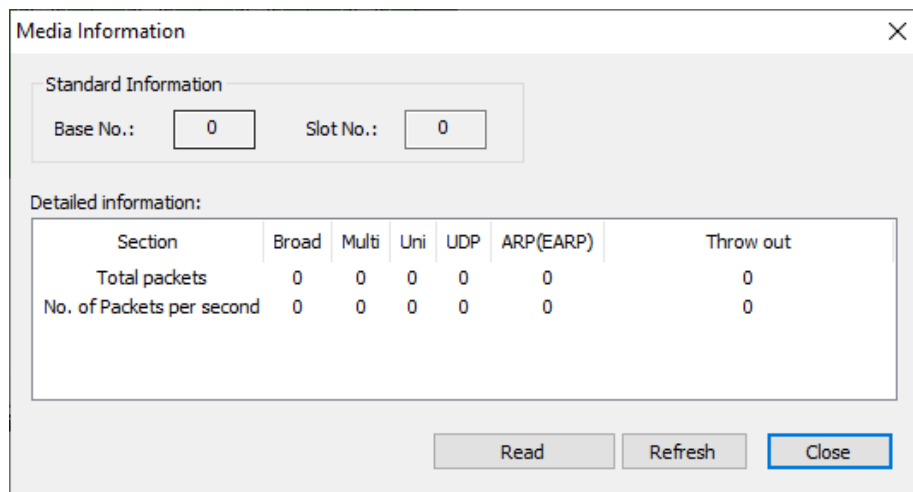 Media Information
Standard Information
Base No.: 0 Slot No.: 0
Detailed information:
Section Broad Multi Uni UDP ARP(EARP) Throw out
Total packets 0 0 0 0 0 0
No. of Packets per second 0 0 0 0 0 0
Read Refresh Close